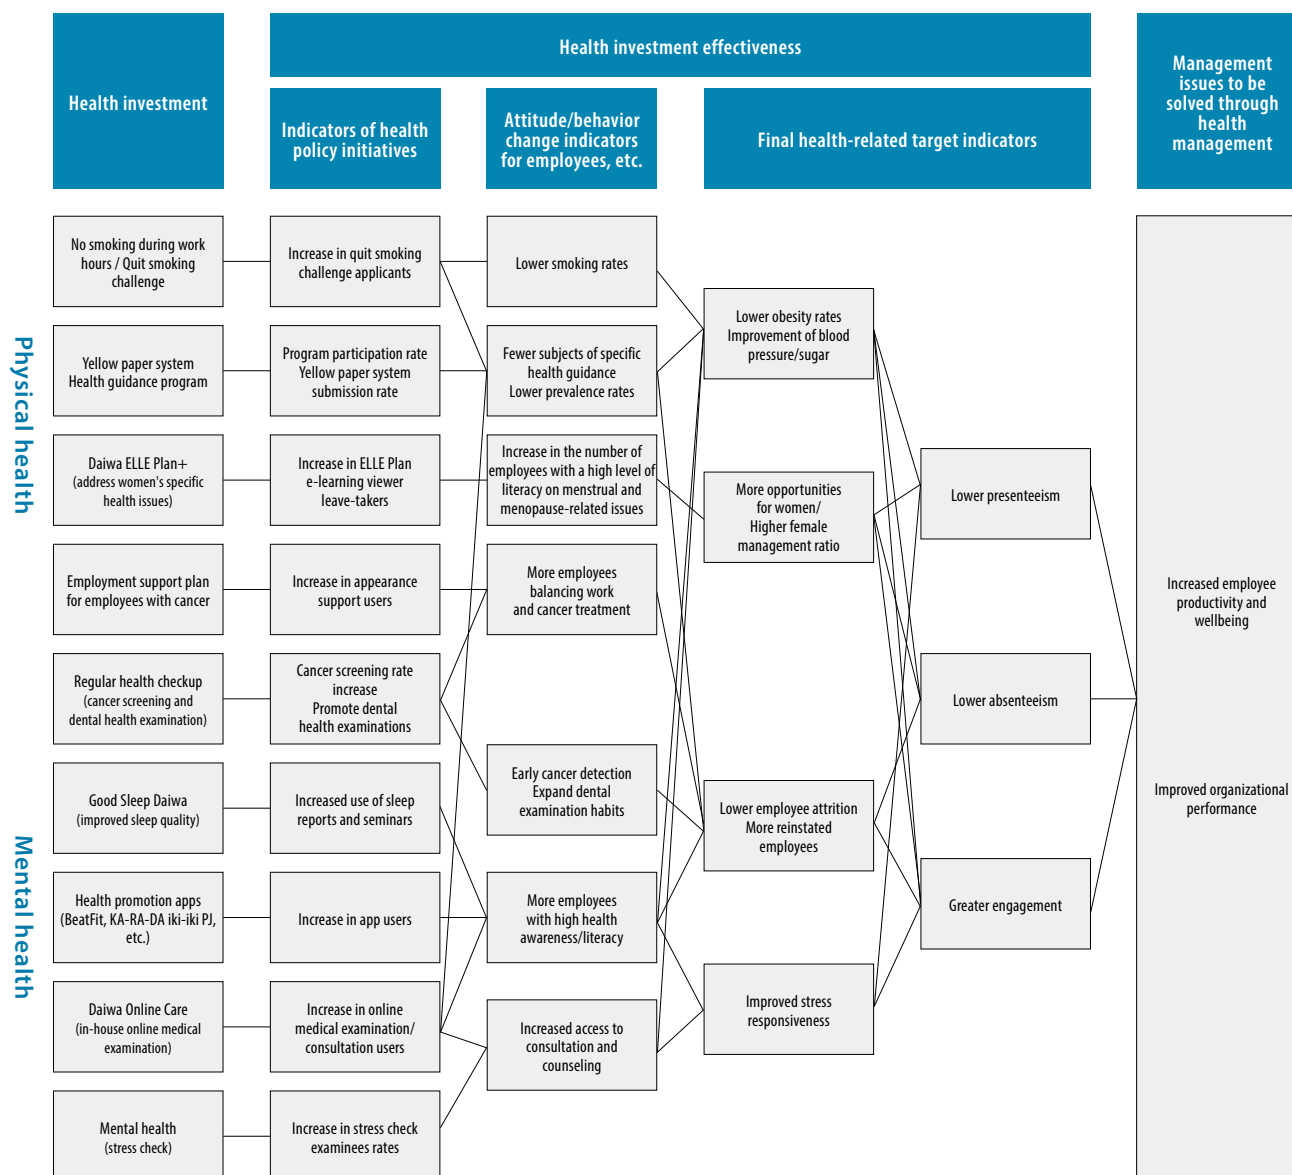 Health investment
Health investment effectiveness
Indicators of health
policy initiatives
Attitude/behavior
change indicators
for employees, etc.
Final health-related target indicators
Management
issues to be
solved through
health
management
Physical health
Mental health
No smoking during work
hours / Quit smoking
challenge
Yellow paper system
Health guidance program
Daiwa ELLE Plan+
(address women's specific
health issues)
Employment support plan
for employees with cancer
Regular health checkup
(cancer screening and
dental health examination)
Good Sleep Daiwa
(improved sleep quality)
Health promotion apps
(BeatFit, KA-RA-DA iki-iki PJ,
etc.)
Daiwa Online Care
(in-house online medical
examination)
Mental health
(stress check)
Increase in quit smoking
challenge applicants
Program participation rate
Yellow paper system
submission rate
Increase in ELLE Plan
e-learning viewer
leave-takers
Increase in appearance
support users
Cancer screening rate
increase
Promote dental
health examinations
Increased use of sleep
reports and seminars
Increase in app users
Increase in online
medical examination/
consultation users
Increase in stress check
examinees rates
Lower smoking rates
Fewer subjects of specific
health guidance
Lower prevalence rates
Increase in the number of
employees with a high level of
literacy on menstrual and
menopause-related issues
More employees
balancing work
and cancer treatment
Early cancer detection
Expand dental
examination habits
More employees
with high health
awareness/literacy
Increased access to
consultation and
counseling
Lower obesity rates
Improvement of blood
pressure/sugar
More opportunities
for women/
Higher female
management ratio
Lower employee attrition
More reinstated
employees
Improved stress
responsiveness
Lower presenteeism
Lower absenteeism
Greater engagement
Increased employee
productivity and
wellbeing
Improved organizational
performance